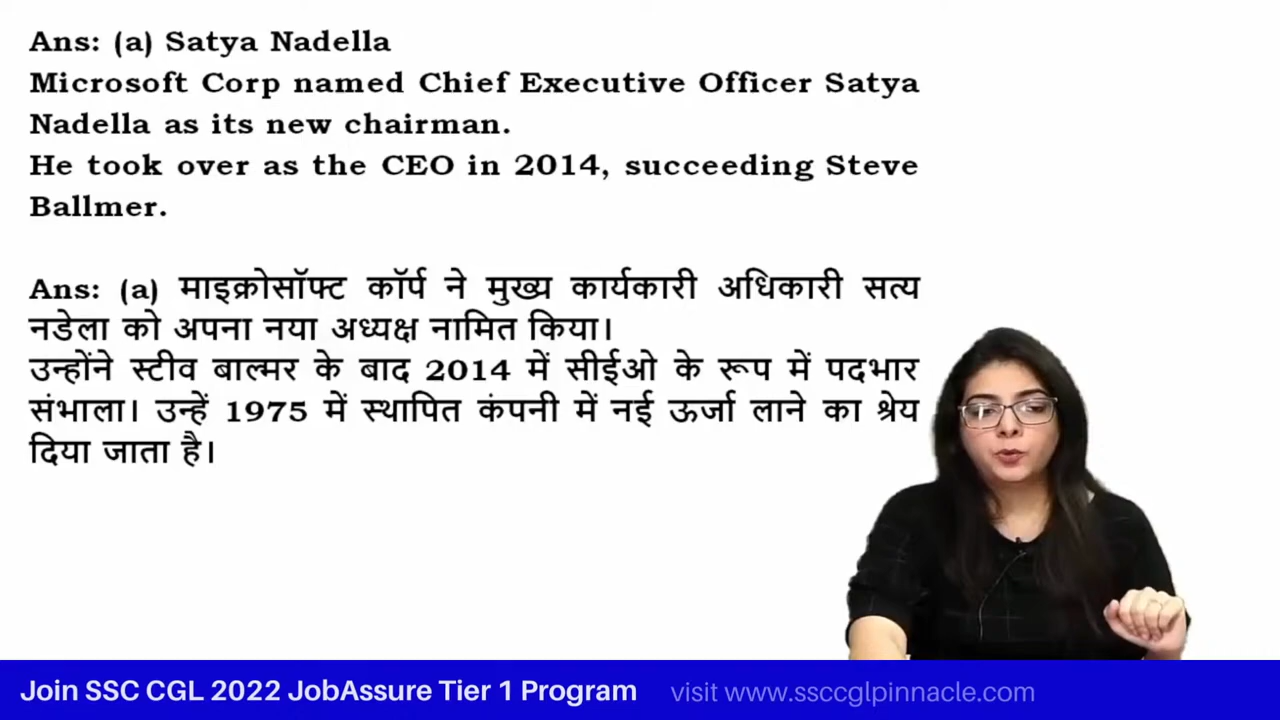 Ans: (a) Satya Nadella
Microsoft Corp named Chief Executive Officer Satya
Nadella as its new chairman.
He took over as the CEO in 2014, succeeding Steve
Ballmer.
Ans: (a) माइक्रोसॉफ्ट कॉर्प ने मुख्य कार्यकारी अधिकारी सत्य
नडेला को अपना नया अध्यक्ष नामित किया।
उन्होंने स्टीव बाल्मर के बाद 2014 में सीईओ के रूप में पदभार
संभाला। उन्हें 1975 में स्थापित कंपनी में नई ऊर्जा लाने का श्रेय
दिया जाता है।
Join SSC CGL 2022 JobAssure Tier 1 Program visit www.ssccglpinnacle.com